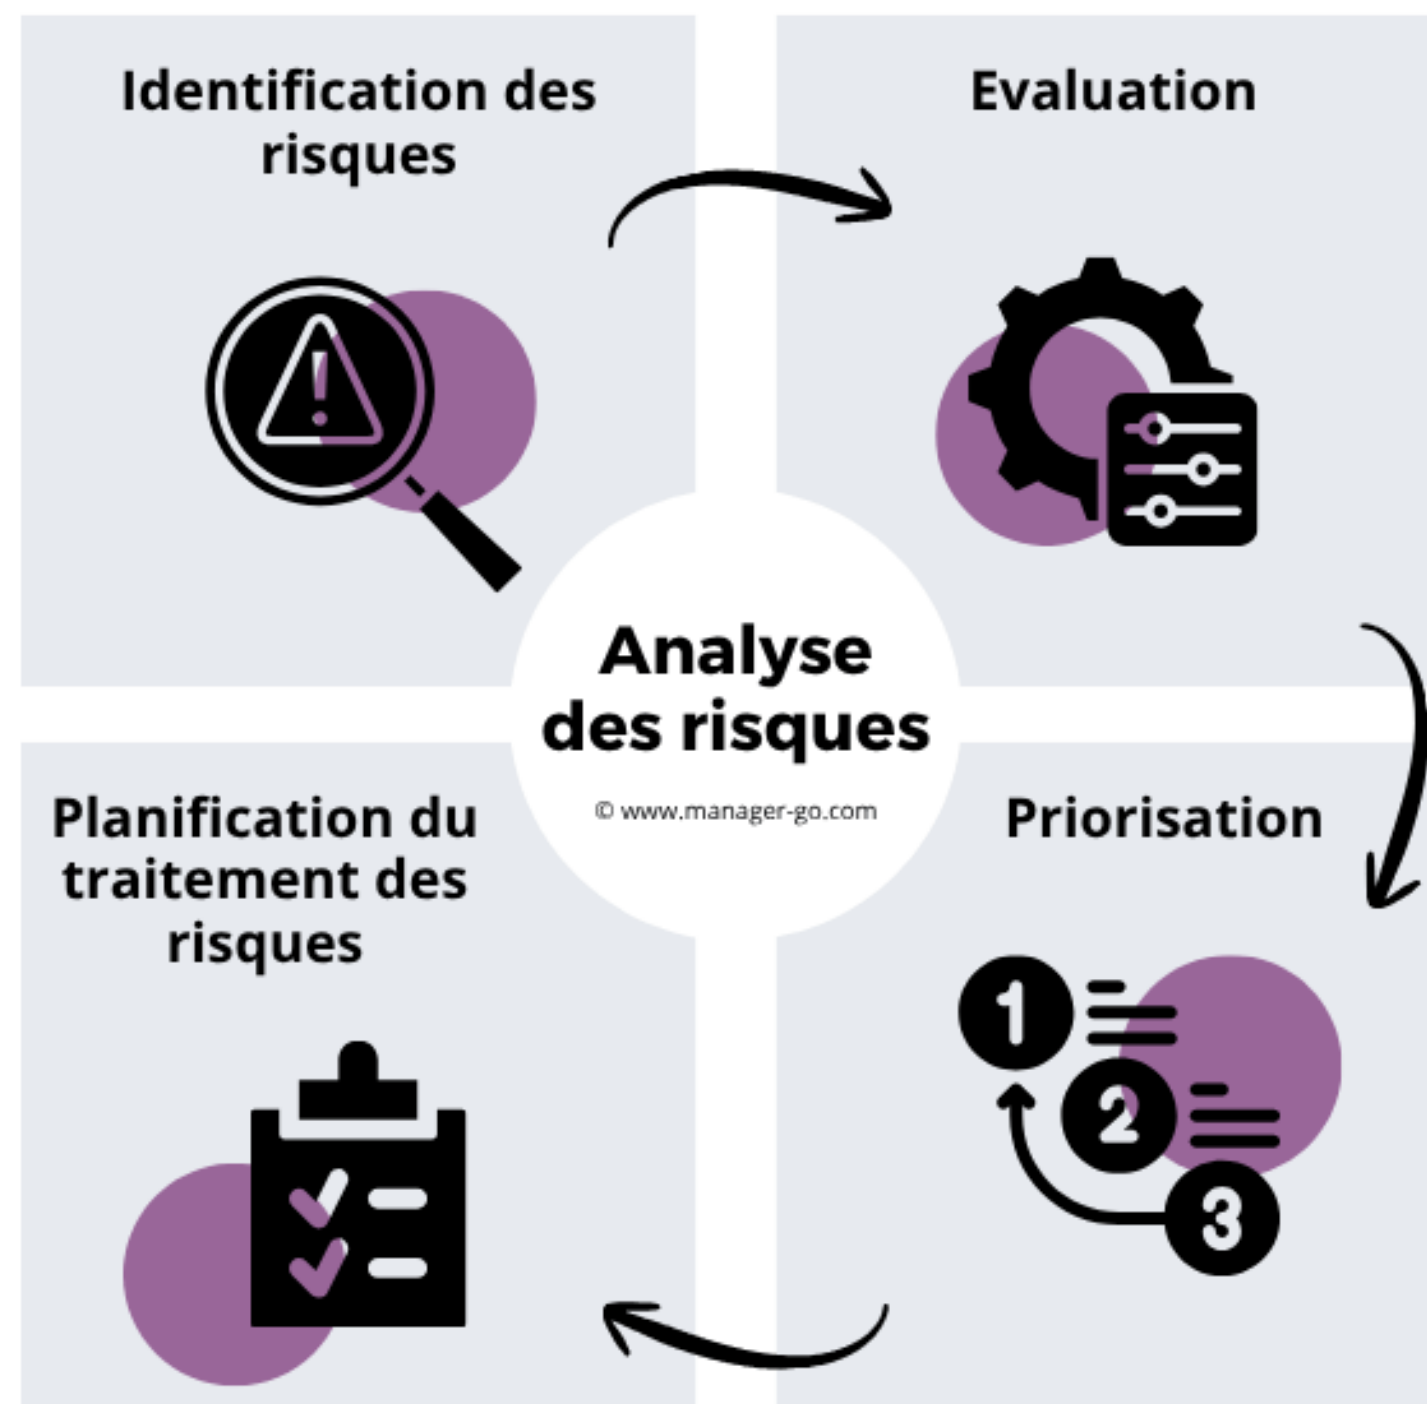 Identification des
risques
Evaluation
Analyse
des risques
© www.manager-go.com
Planification du
traitement des
risques
Priorisation
1
2
3